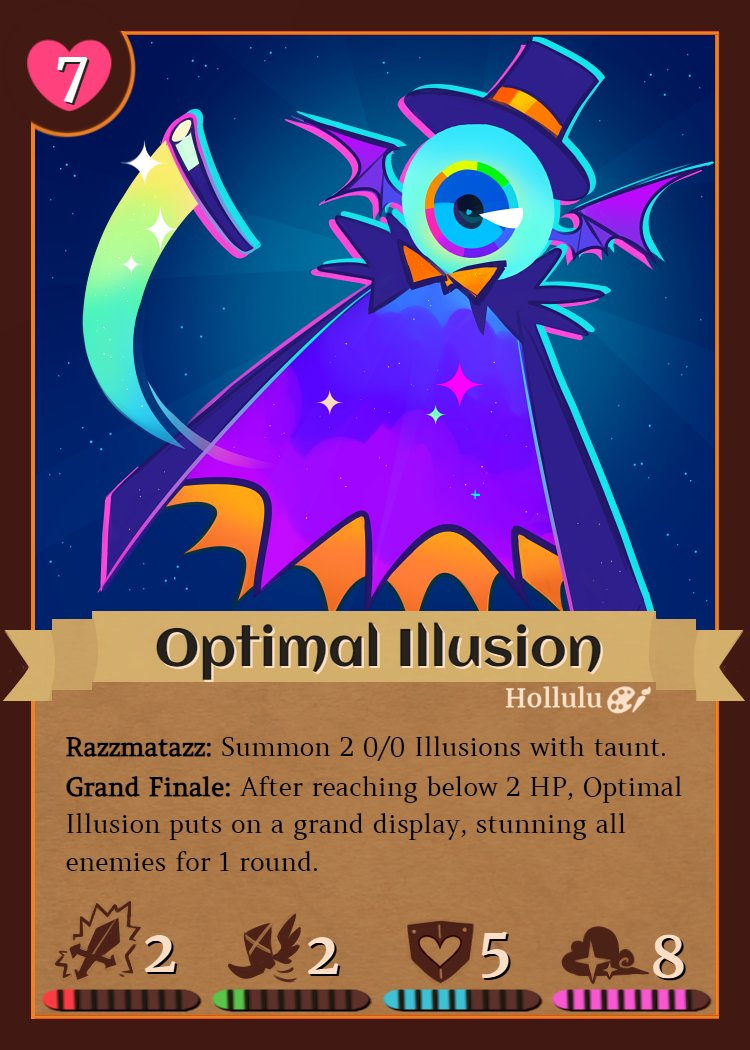 7
Optimal Illusion
Hollulu
Razzmatazz: Summon 2 0/0 Illusions with taunt.
Grand Finale: After reaching below 2 HP, Optimal
Illusion puts on a grand display, stunning all
enemies for 1 round.
2 2 5 8